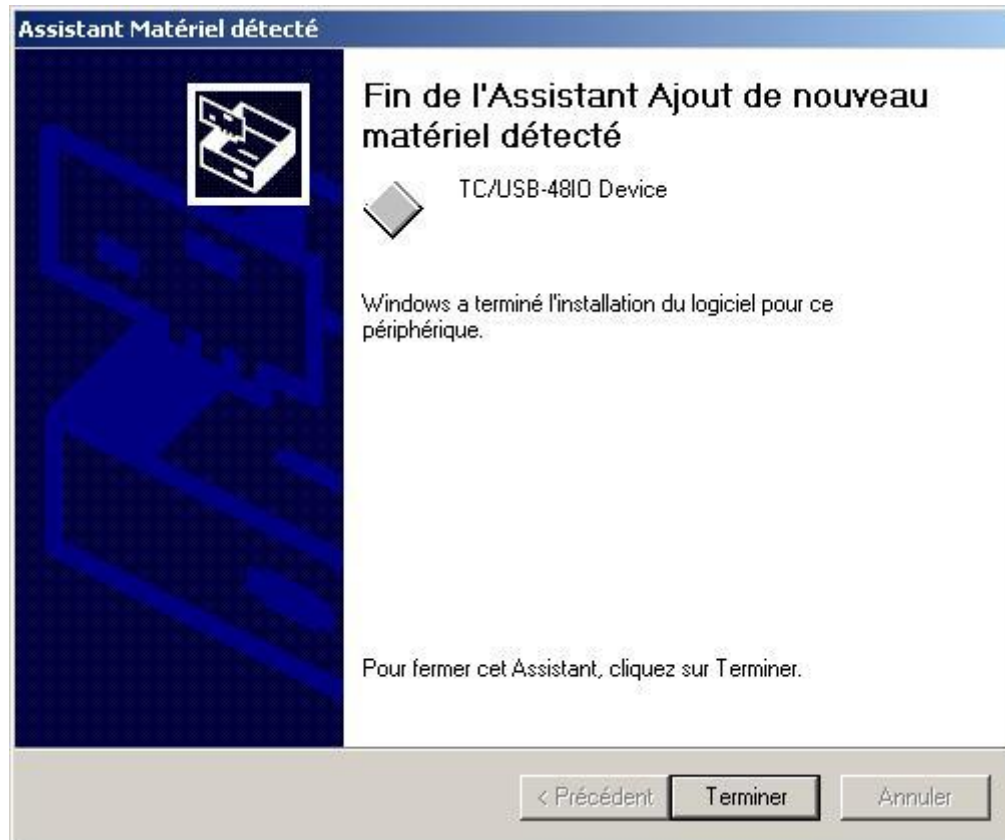 Assistant Matériel détecté
Fin de l'Assistant Ajout de nouveau
matériel détecté
TC/USB-48IO Device
Windows a terminé l'installation du logiciel pour ce
périphérique.
Pour fermer cet Assistant, cliquez sur Terminer.
< Précédent
Terminer
Annuler